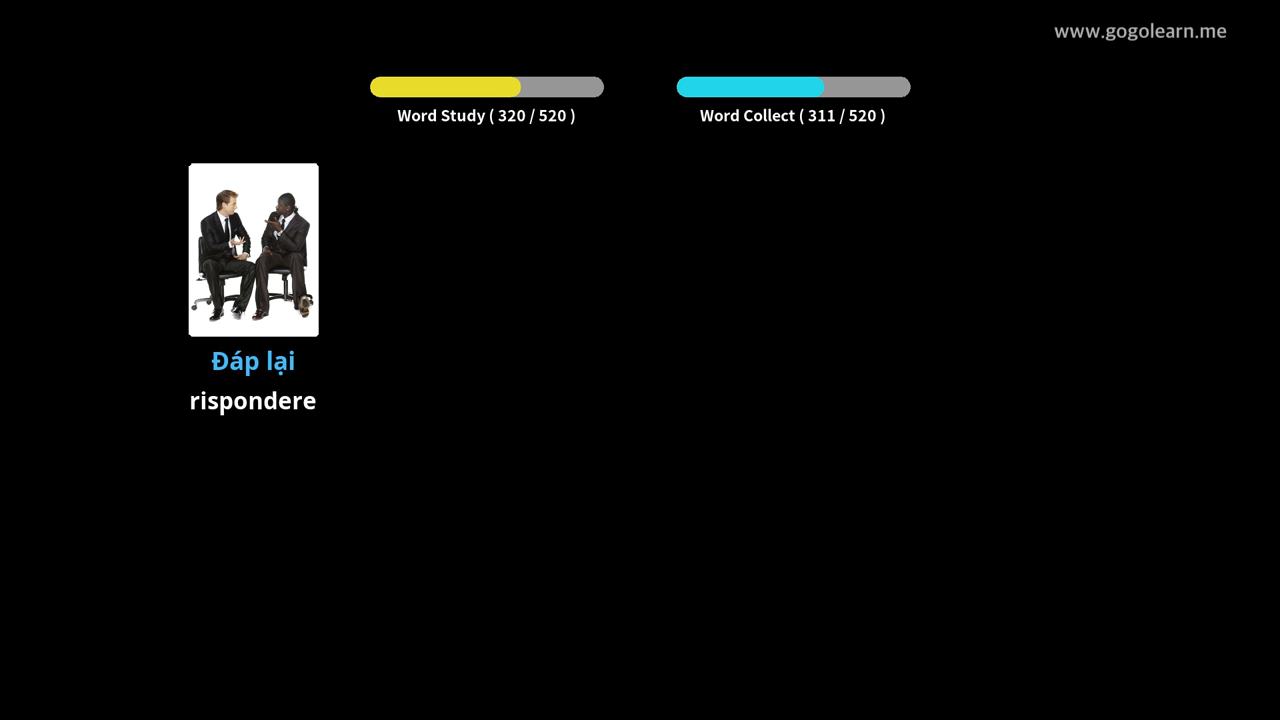 www.gogolearn.me
Word Study ( 320 / 520 )
Word Collect ( 311 / 520 )
Đáp lại
rispondere